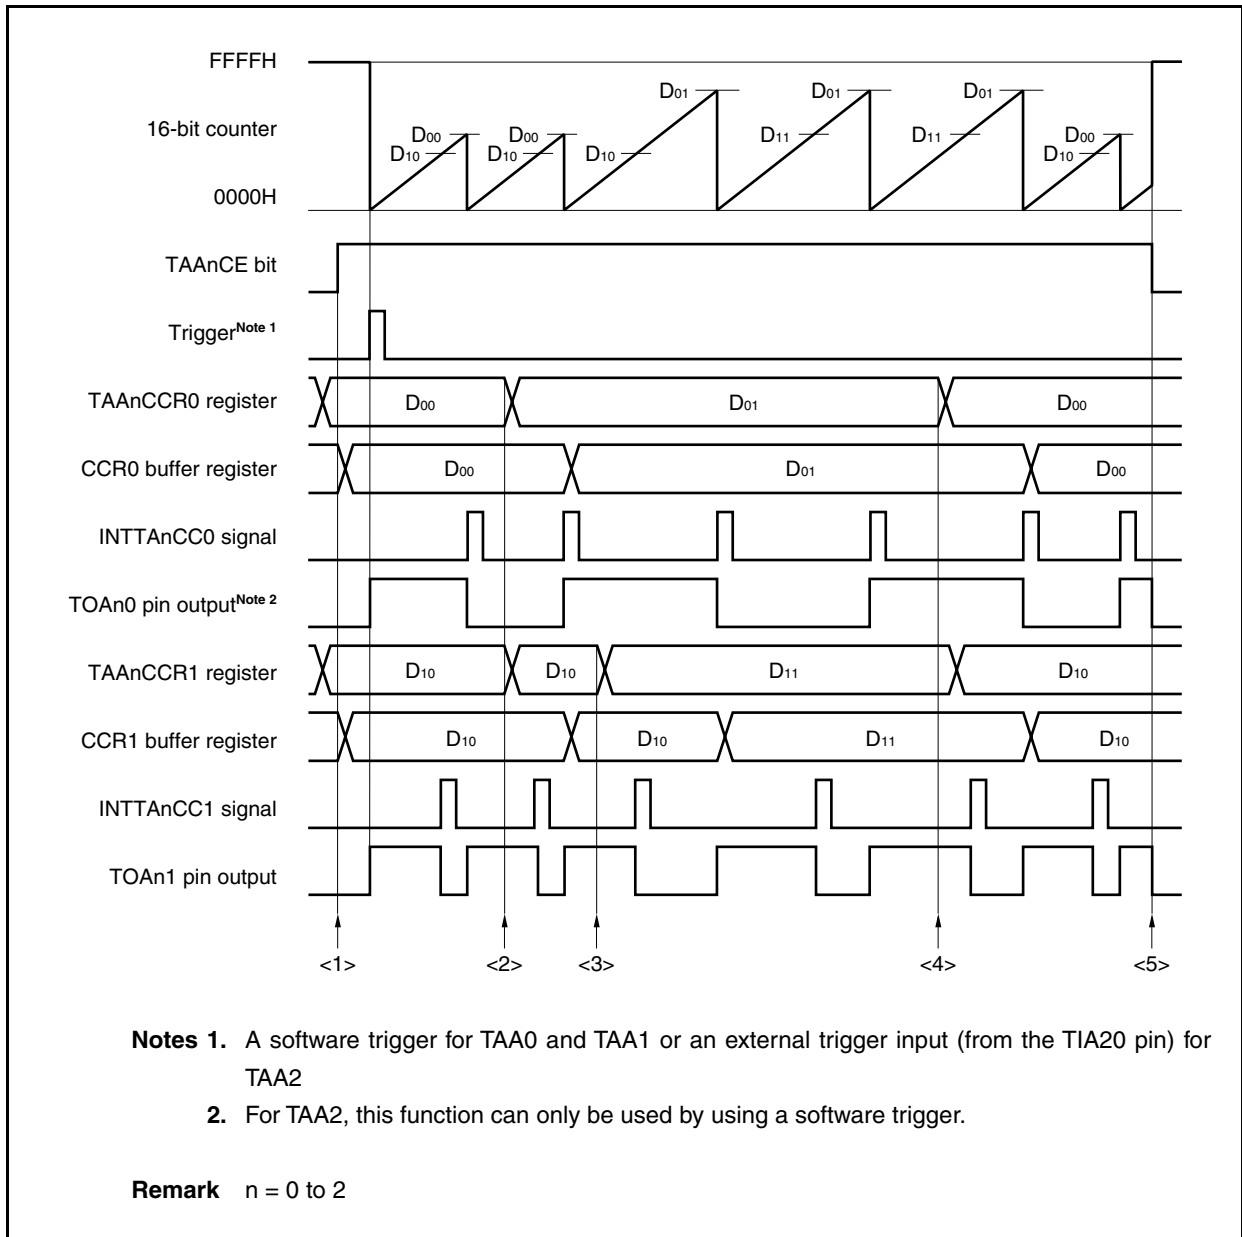 FFFFH
D01 D01 D01
16-bit counter
D00 D00 D11 D11 D00
D10 D10 D10 D10
0000H
TAAnCE bit
TriggerNote 1
TAAnCCR0 register D00 D01 D00
CCR0 buffer register D00 D01 D00
INTTAnCC0 signal
TOAn0 pin outputNote 2
TAAnCCR1 register D10 D10 D11 D10
CCR1 buffer register D10 D10 D11 D10
INTTAnCC1 signal
TOAn1 pin output
<1> <2> <3> <4> <5>
Notes 1. A software trigger for TAA0 and TAA1 or an external trigger input (from the TIA20 pin) for
TAA2
2. For TAA2, this function can only be used by using a software trigger.
Remark n = 0 to 2